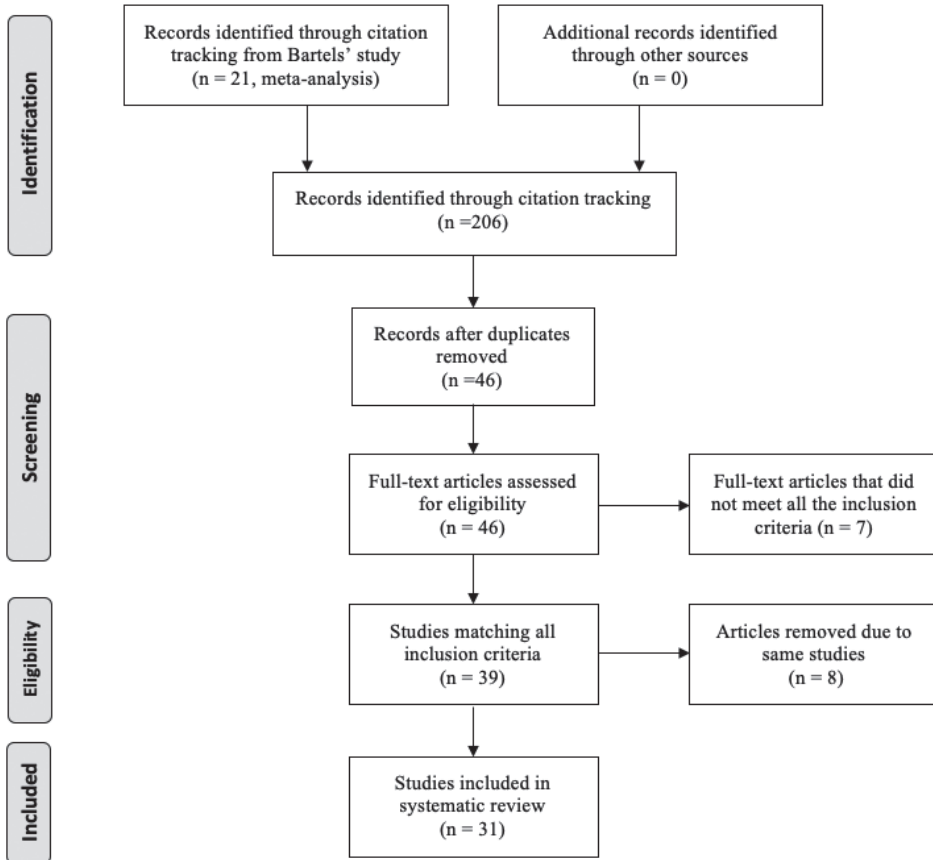 Identification
Records identified through citation
tracking from Bartels' study
(n = 21, meta-analysis)
Additional records identified
through other sources
(n = 0)
Records identified through citation tracking
(n =206)
Screening
Records after duplicates
removed
(n =46)
Full-text articles assessed
for eligibility
(n = 46)
Full-text articles that did
not meet all the inclusion
criteria (n = 7)
Eligibility
Studies matching all
inclusion criteria
(n = 39)
Articles removed due to
same studies
(n = 8)
Included
Studies included in
systematic review
(n = 31)